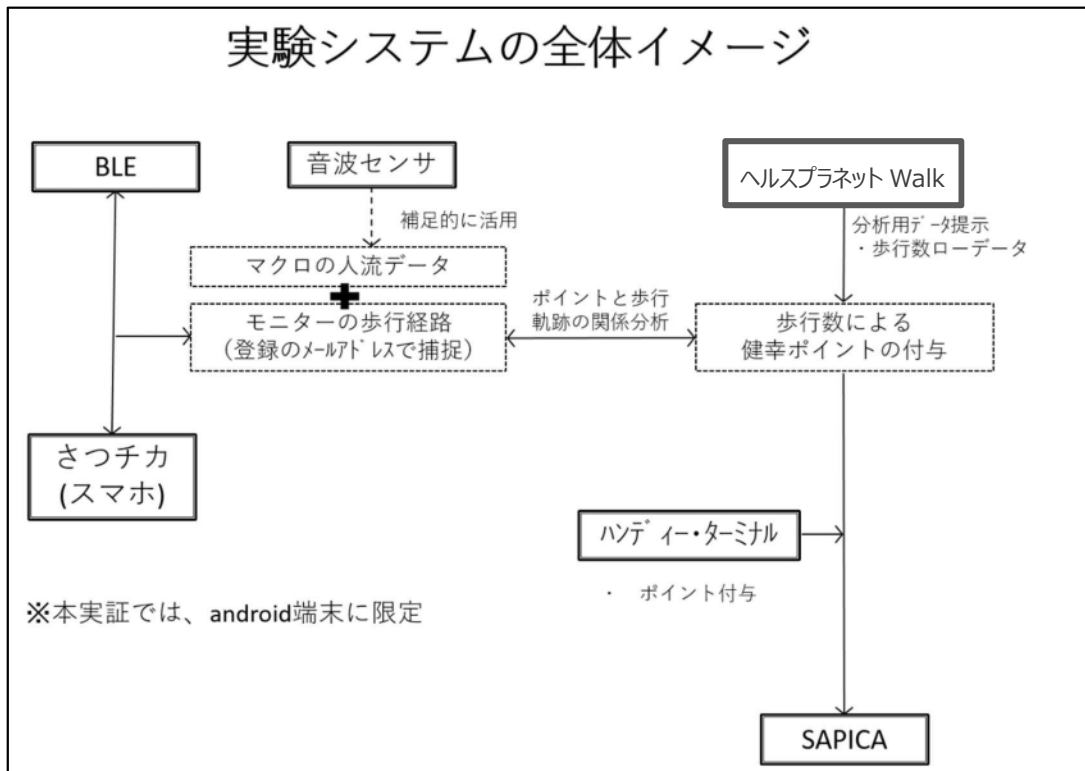 実験システムの全体イメージ
BLE
音波センサ
ヘルスプラネット Walk
補足的に活用
分析用ﾃﾞｰﾀ提示
・歩行数ローデータ
マクロの人流データ
モニターの歩行経路
(登録のﾒｰﾙｱﾄﾞﾚｽで捕捉)
ポイントと歩行
軌跡の関係分析
歩行数による
健幸ポイントの付与
さつチカ
(スマホ)
ﾊﾝﾃﾞィー・ターミナル
・　ポイント付与
※本実証では、android端末に限定
SAPICA